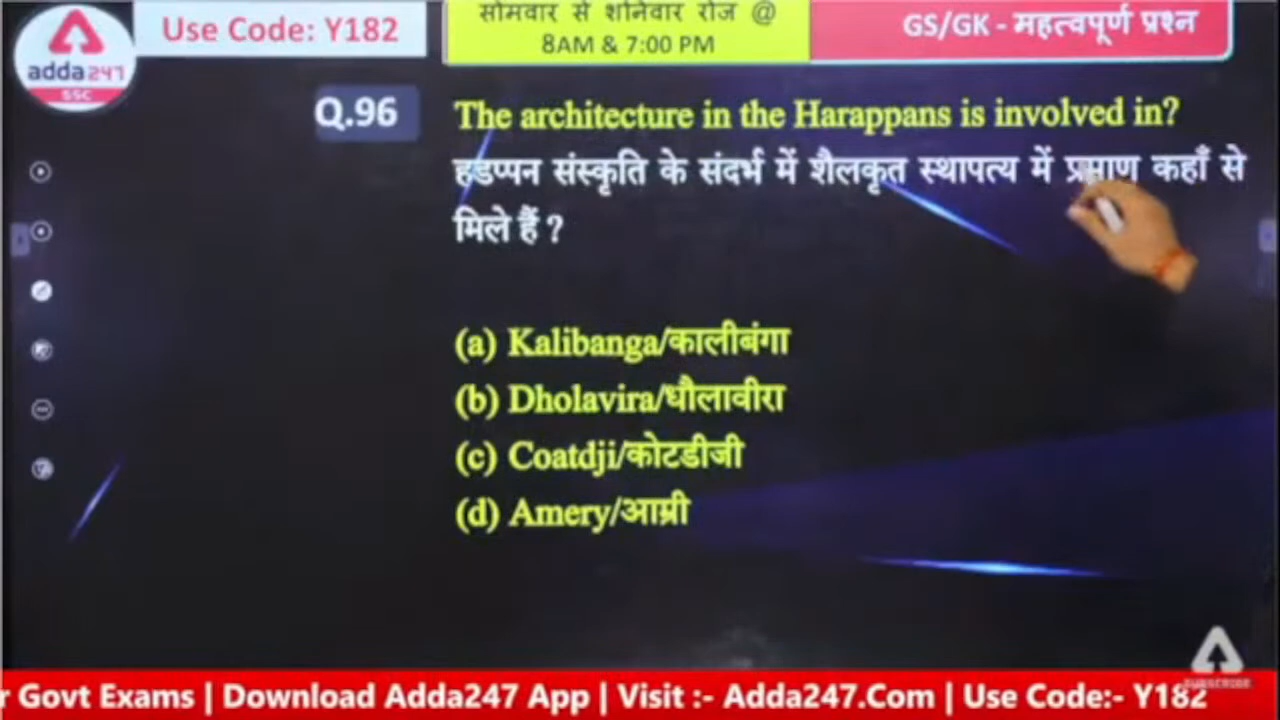 Use Code: Y182
सोमवार से शनिवार रोज @
8AM & 7:00 PM
GS/GK - महत्वपूर्ण प्रश्न
adda247
SSC
Q.96
The architecture in the Harappans is involved in?
हडप्पन संस्कृति के संदर्भ में शैलकृत स्थापत्य में प्रमाण कहाँ से
मिले हैं ?
(a) Kalibanga/कालीबंगा
(b) Dholavira/धौलावीरा
(c) Coatdji/कोटडीजी
(d) Amery/आम्री
SUBSCRIBE
r Govt Exams | Download Adda247 App | Visit :- Adda247.Com | Use Code:- Y182